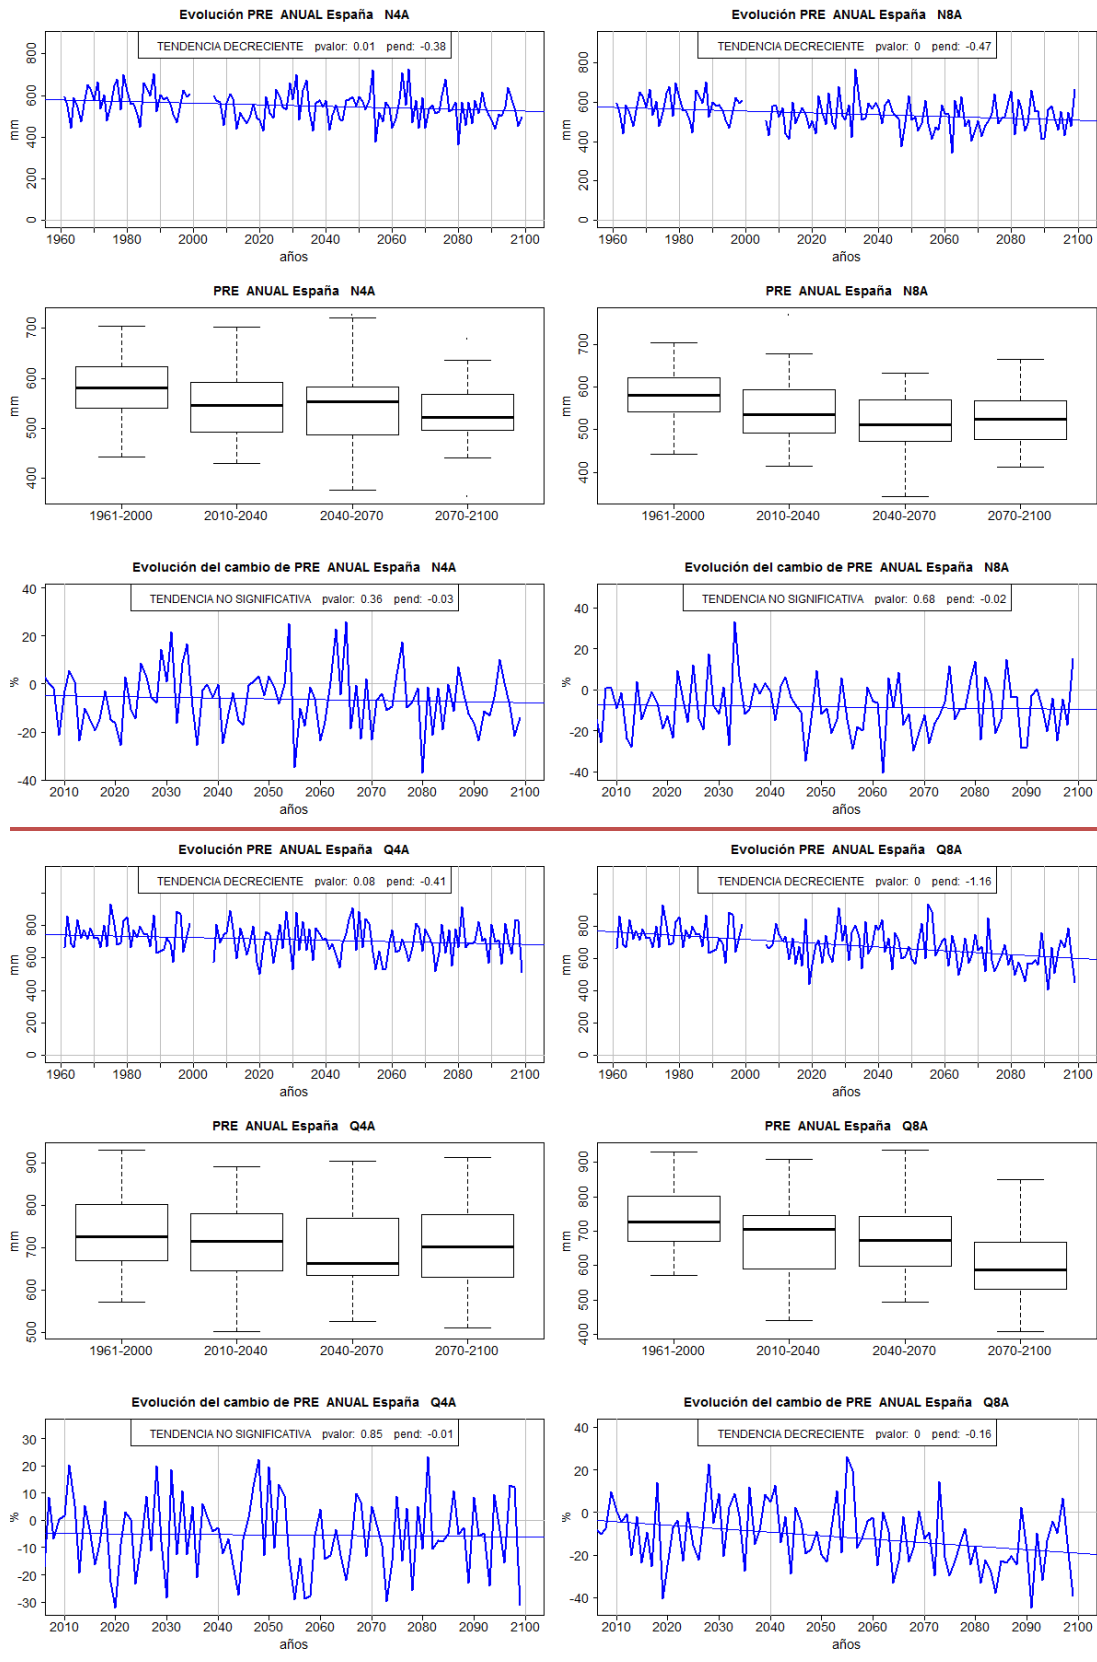 Evolución PRE ANUAL España N4A
TENDENCIA DECRECIENTE pvalor: 0.01 pend: -0.38
mm
0 200 400 600 800
1960 1980 2000 2020 2040 2060 2080 2100
años
Evolución PRE ANUAL España N8A
TENDENCIA DECRECIENTE pvalor: 0 pend: -0.47
mm
0 200 400 600 800
1960 1980 2000 2020 2040 2060 2080 2100
años
PRE ANUAL España N4A
mm
400 500 600 700
1961-2000 2010-2040 2040-2070 2070-2100
PRE ANUAL España N8A
mm
400 500 600 700
1961-2000 2010-2040 2040-2070 2070-2100
Evolución del cambio de PRE ANUAL España N4A
TENDENCIA NO SIGNIFICATIVA pvalor: 0.36 pend: -0.03
%
40
20
0
-20
-40
2010 2020 2030 2040 2050 2060 2070 2080 2090 2100
años
Evolución del cambio de PRE ANUAL España N8A
TENDENCIA NO SIGNIFICATIVA pvalor: 0.68 pend: -0.02
%
40
20
0
-20
-40
2010 2020 2030 2040 2050 2060 2070 2080 2090 2100
años
Evolución PRE ANUAL España Q4A
TENDENCIA DECRECIENTE pvalor: 0.08 pend: -0.41
mm
0 200 400 600 800
1960 1980 2000 2020 2040 2060 2080 2100
años
Evolución PRE ANUAL España Q8A
TENDENCIA DECRECIENTE pvalor: 0 pend: -1.16
mm
0 200 400 600 800
1960 1980 2000 2020 2040 2060 2080 2100
años
PRE ANUAL España Q4A
mm
500 600 700 800 900
1961-2000 2010-2040 2040-2070 2070-2100
PRE ANUAL España Q8A
mm
400 500 600 700 800 900
1961-2000 2010-2040 2040-2070 2070-2100
Evolución del cambio de PRE ANUAL España Q4A
TENDENCIA NO SIGNIFICATIVA pvalor: 0.85 pend: -0.01
%
30
20
10
0
-10
-20
-30
2010 2020 2030 2040 2050 2060 2070 2080 2090 2100
años
Evolución del cambio de PRE ANUAL España Q8A
TENDENCIA DECRECIENTE pvalor: 0 pend: -0.16
%
40
20
0
-20
-40
2010 2020 2030 2040 2050 2060 2070 2080 2090 2100
años